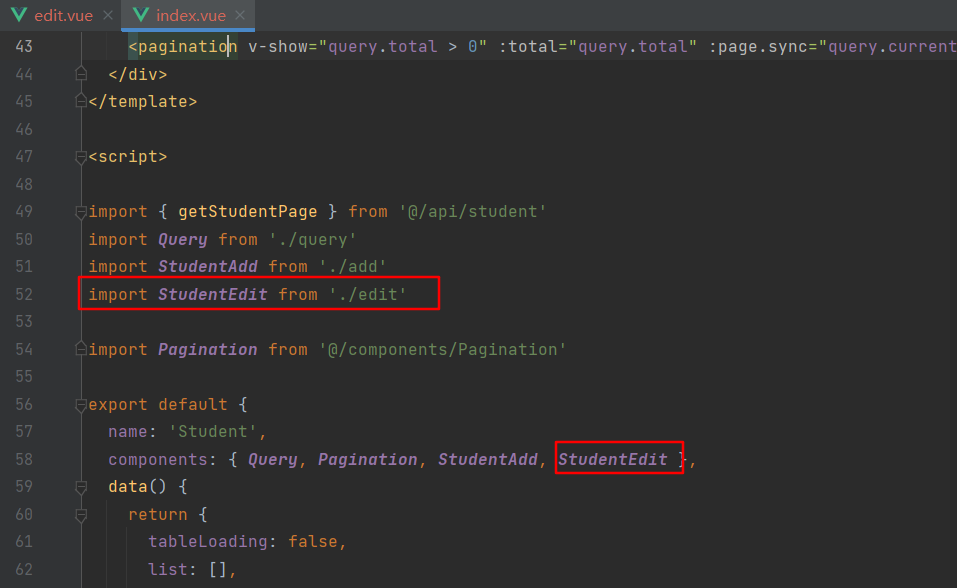 edit.vue × index.vue ×
43 <pagination v-show="query.total > 0" :total="query.total" :page.sync="query.current
44 </div>
45 </template>
46
47 <script>
48
49 import { getStudentPage } from '@/api/student'
50 import Query from './query'
51 import StudentAdd from './add'
52 import StudentEdit from './edit'
53
54 import Pagination from '@/components/Pagination'
55
56 export default {
57 name: 'Student',
58 components: { Query, Pagination, StudentAdd, StudentEdit },
59 data() {
60 return {
61 tableLoading: false,
62 list: [],